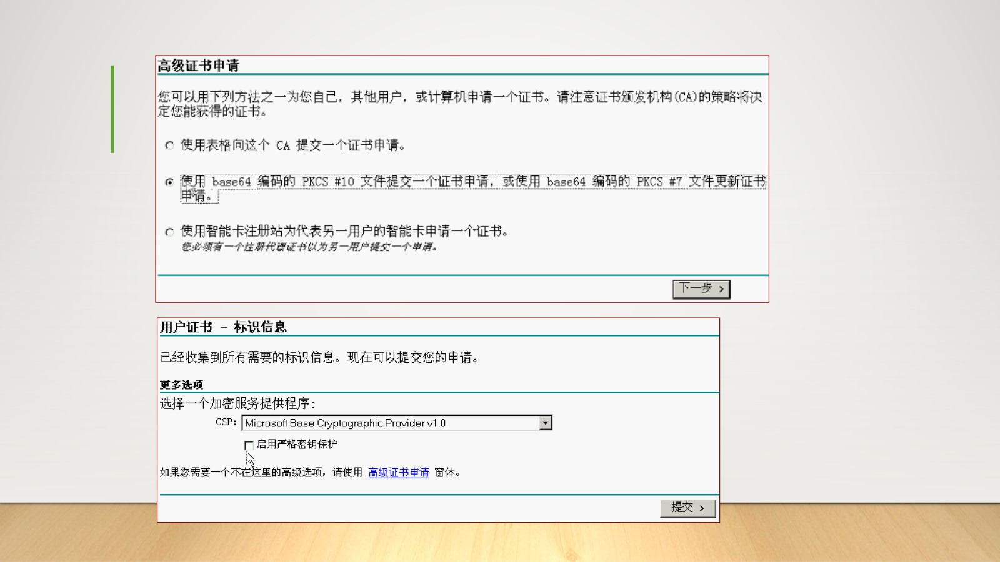 高级证书申请
您可以用下列方法之一为您自己，其他用户，或计算机申请一个证书。请注意证书颁发机构(CA)的策略将决
定您能获得的证书。
使用表格向这个 CA 提交一个证书申请。
使用 base64 编码的 PKCS #10 文件提交一个证书申请，或使用 base64 编码的 PKCS #7 文件更新证书
申请。
使用智能卡注册站为代表另一用户的智能卡申请一个证书。
您必须有一个注册代理证书以为另一用户提交一个申请。
下一步 >
用户证书 - 标识信息
已经收集到所有需要的标识信息。现在可以提交您的申请。
更多选项
选择一个加密服务提供程序:
CSP: Microsoft Base Cryptographic Provider v1.0
启用严格密钥保护
如果您需要一个不在这里的高级选项，请使用 高级证书申请 窗体。
提交 >